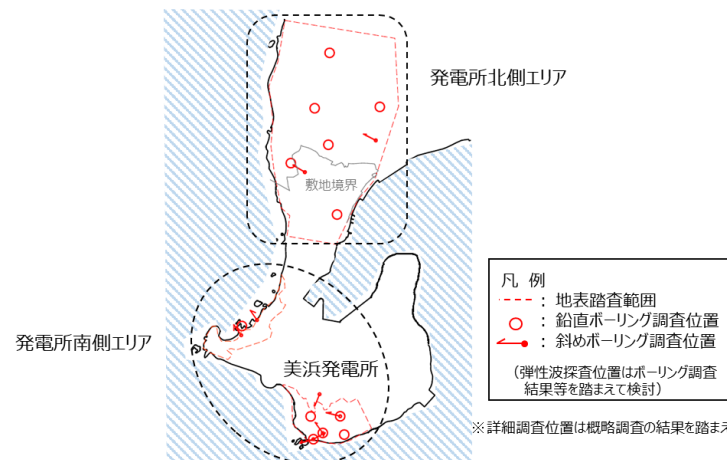 発電所北側エリア
敷地境界
発電所南側エリア
美浜発電所
凡 例
: 地表踏査範囲
: 鉛直ボーリング調査位置
: 斜めボーリング調査位置
(弾性波探査位置はボーリング調査
結果等を踏まえて検討)
※詳細調査位置は概略調査の結果を踏まえ